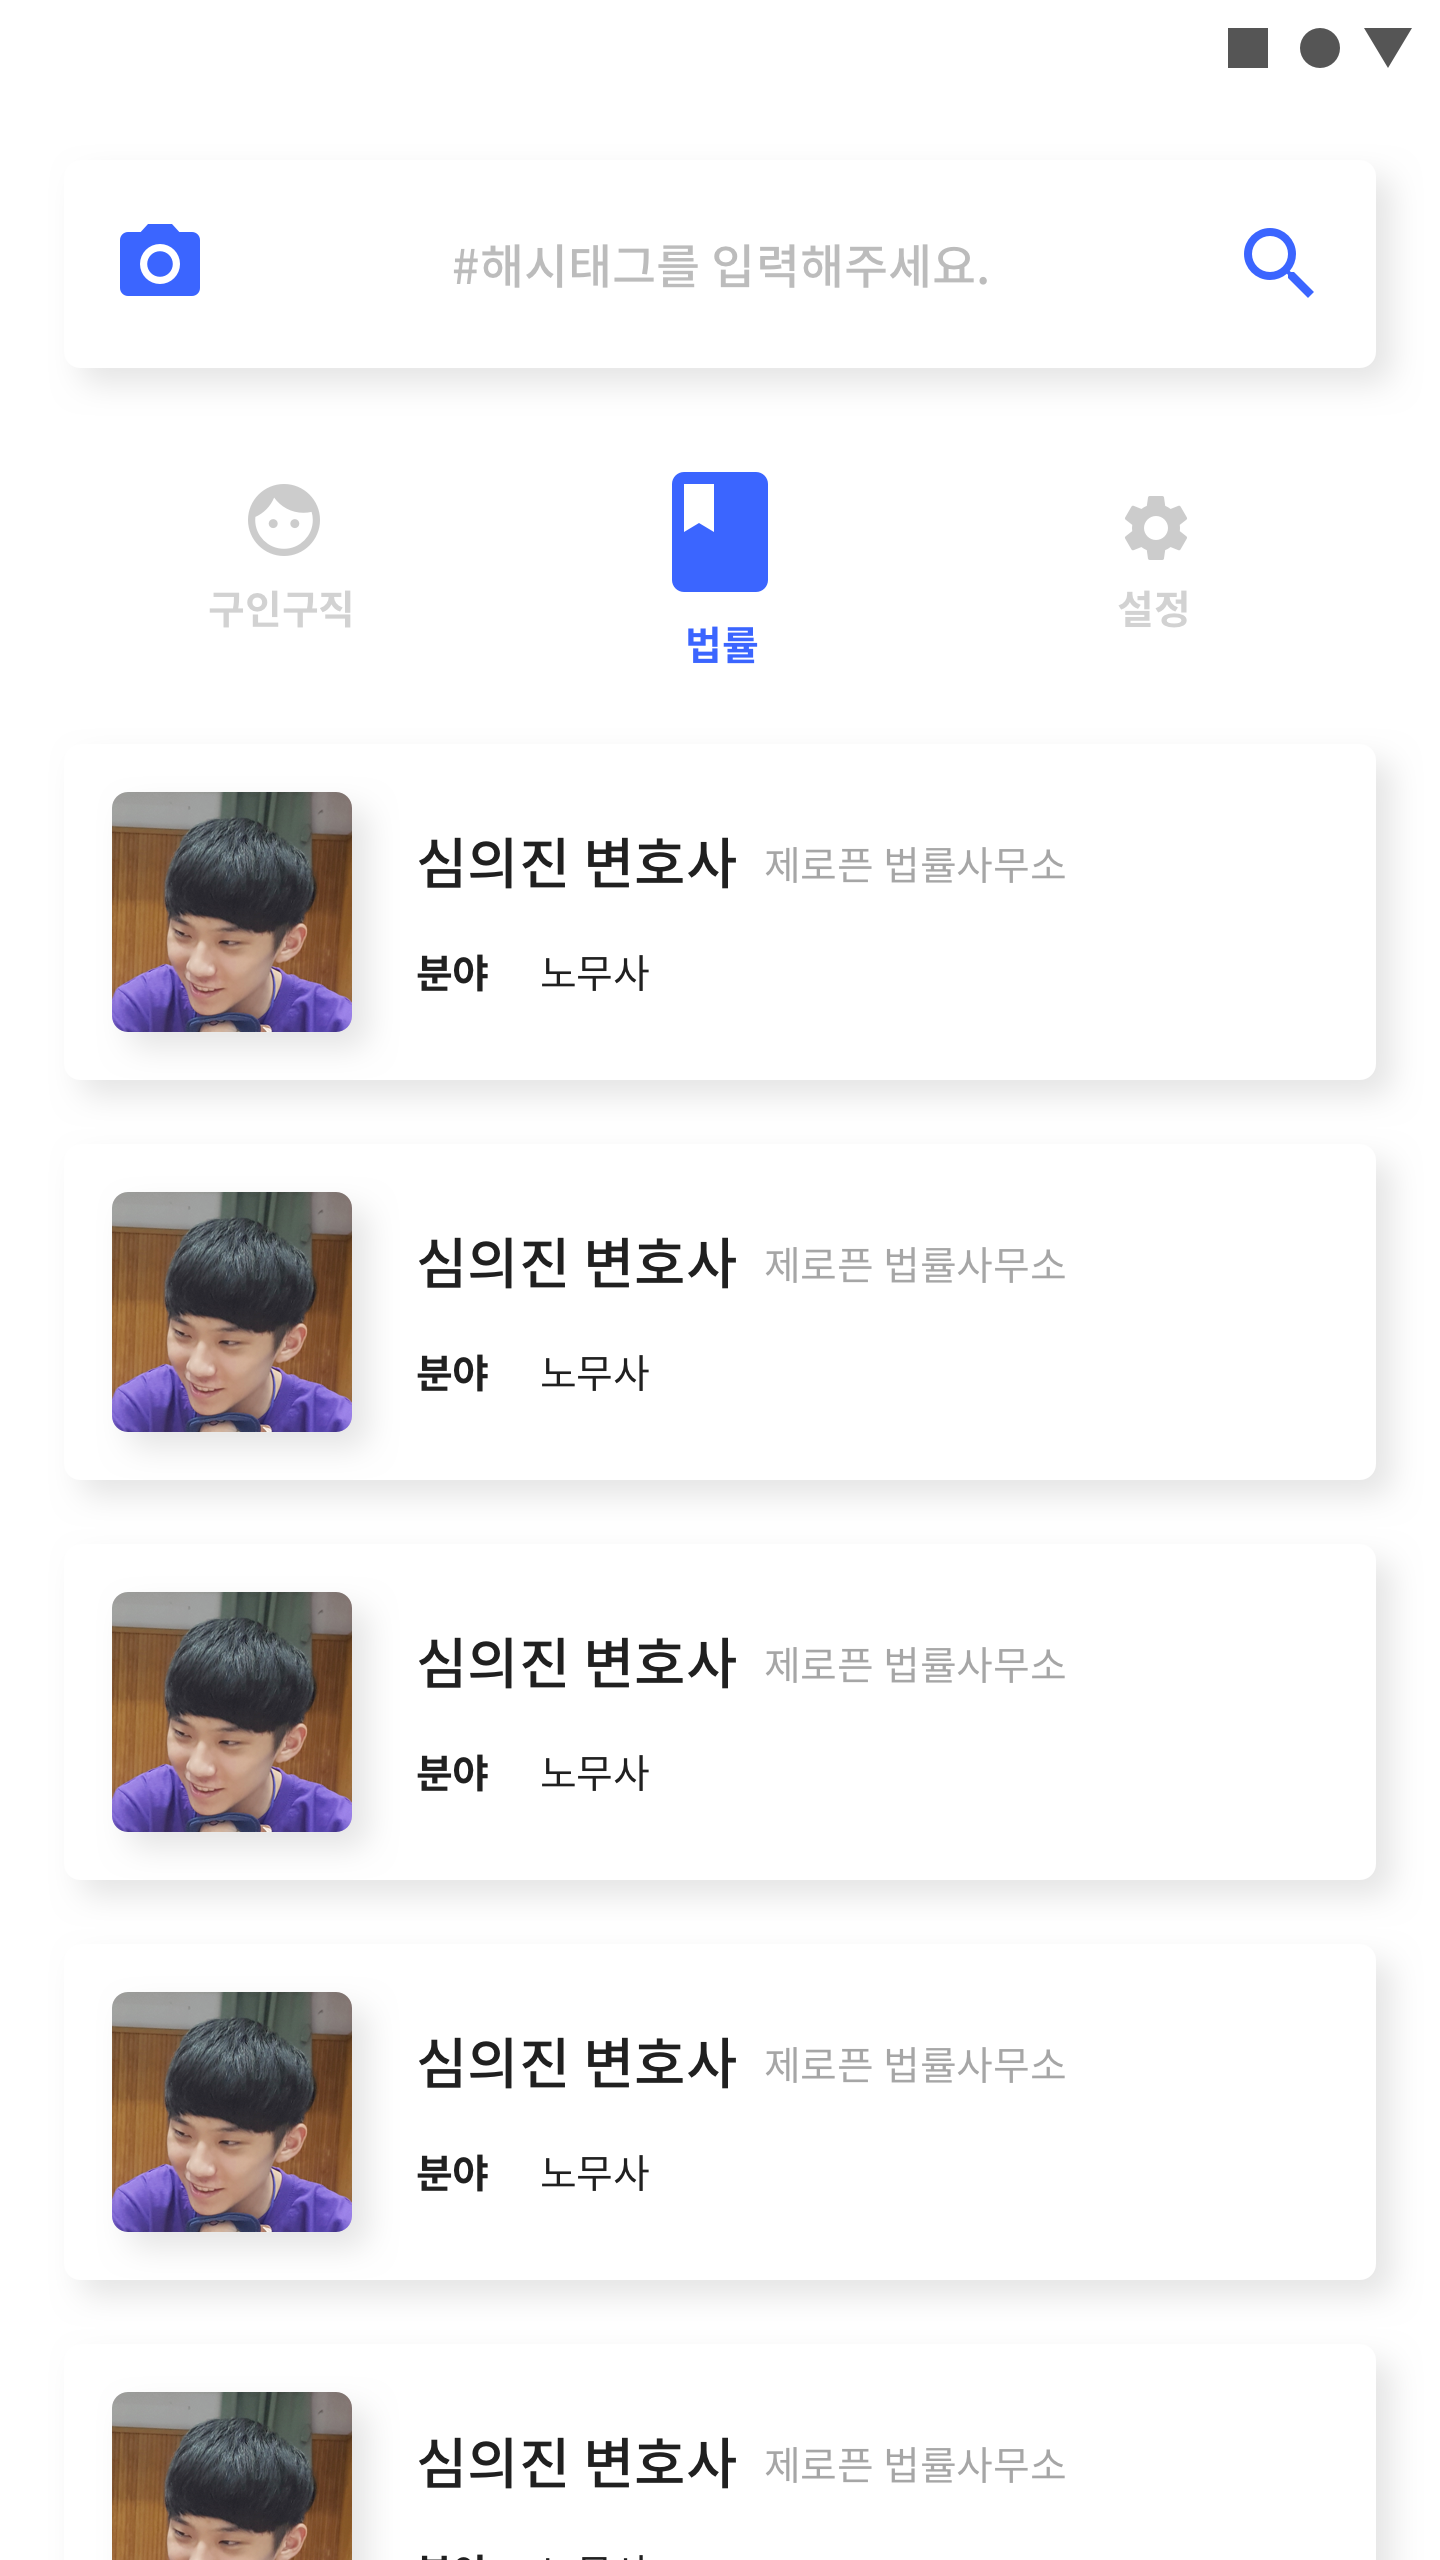 #해시태그를 입력해주세요.
구인구직
법률
설정
심의진 변호사 제로픈 법률사무소
분야 노무사
심의진 변호사 제로픈 법률사무소
분야 노무사
심의진 변호사 제로픈 법률사무소
분야 노무사
심의진 변호사 제로픈 법률사무소
분야 노무사
심의진 변호사 제로픈 법률사무소